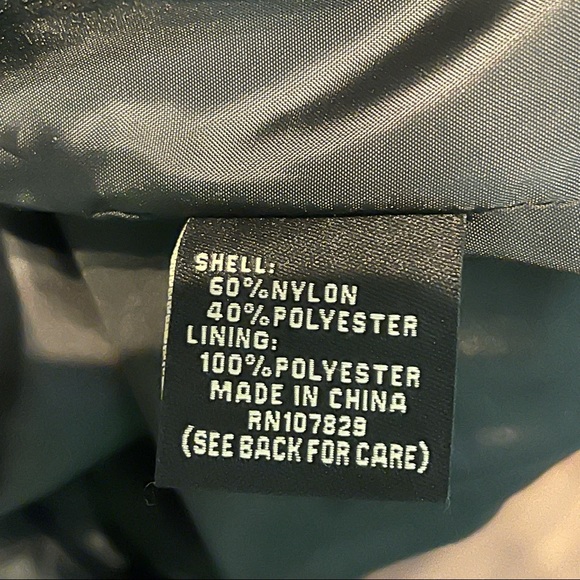 SHELL:
60%NYLON
40%POLYESTER
LINING:
100%POLYESTER
MADE IN CHINA
RN107829
(SEE BACK FOR CARE)